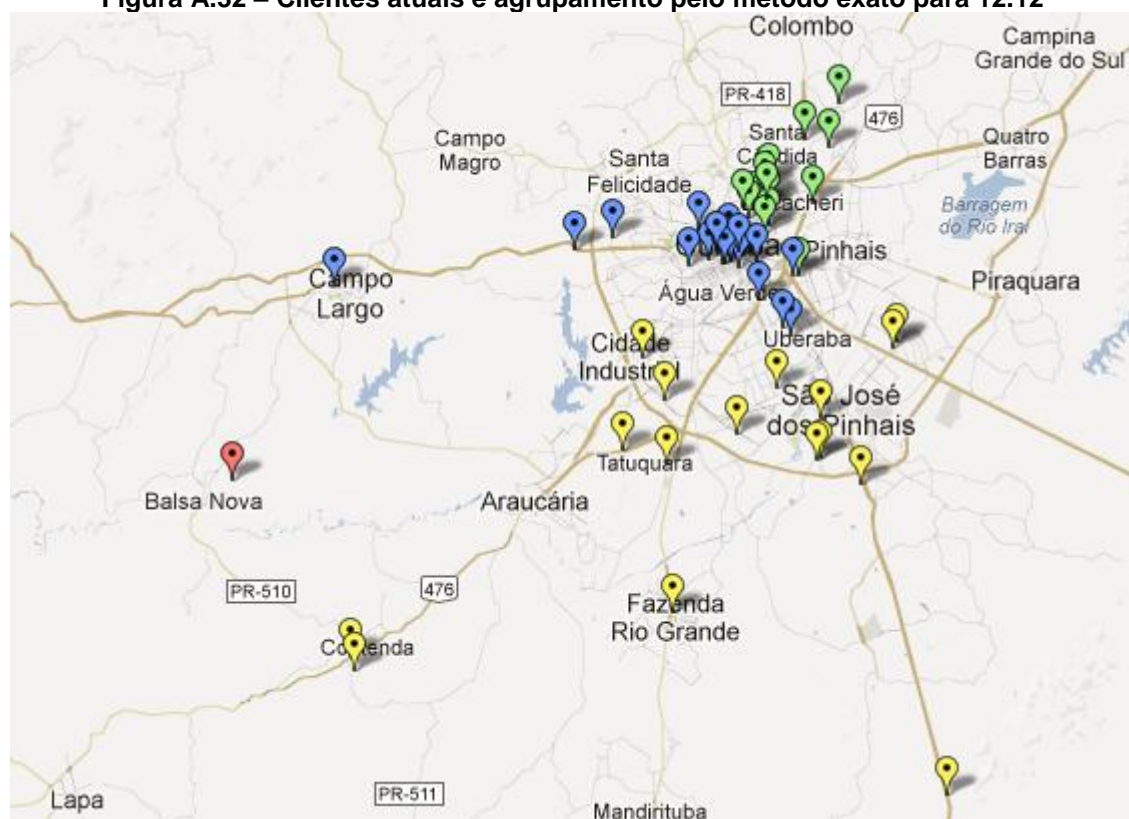 Figura A.32 – Clientes atuais e agrupamento pelo método exato para 12.12
Colombo
Campina
Grande do Sul
PR-418
476
Campo
Magro
Santa
Felicidade
Santa
Quatro
Barras
Barragem
do Rio Iraí
Pinhais
Piraquara
Campo
Largo
Água Verde
Uberaba
Cidade
Industrial
São José
dos Pinhais
Tatuquara
Balsa Nova
Araucária
PR-510
476
Fazenda
Rio Grande
PR-511
Lapa
Mandirituba